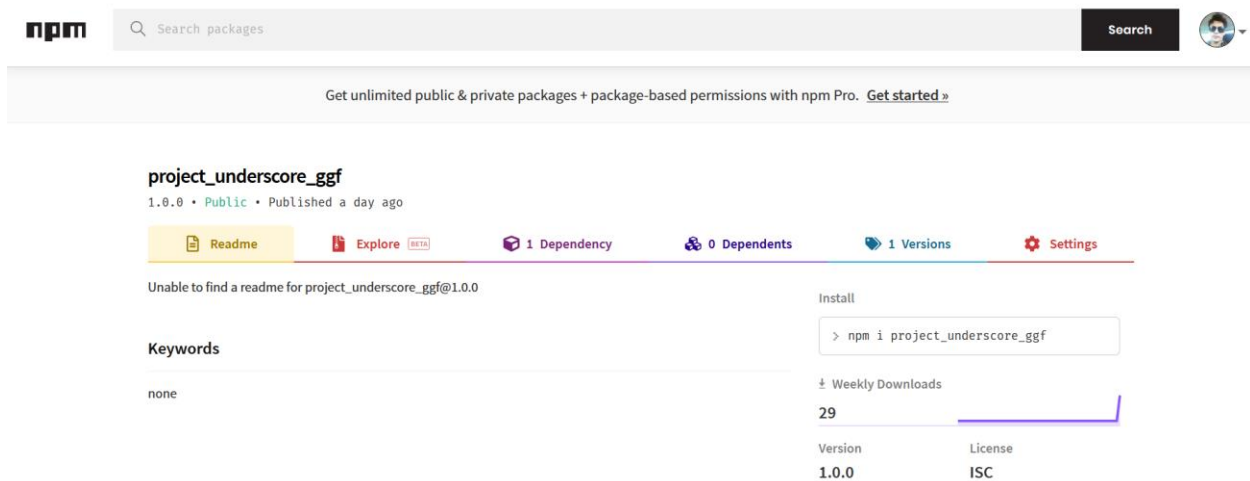 npm
Search packages
Search
Get unlimited public & private packages + package-based permissions with npm Pro. Get started »
project_underscore_ggf
1.0.0 • Public • Published a day ago
Readme
Explore BETA
1 Dependency
0 Dependents
1 Versions
Settings
Unable to find a readme for project_underscore_ggf@1.0.0
Keywords
none
Install
> npm i project_underscore_ggf
Weekly Downloads
29
Version
License
1.0.0
ISC